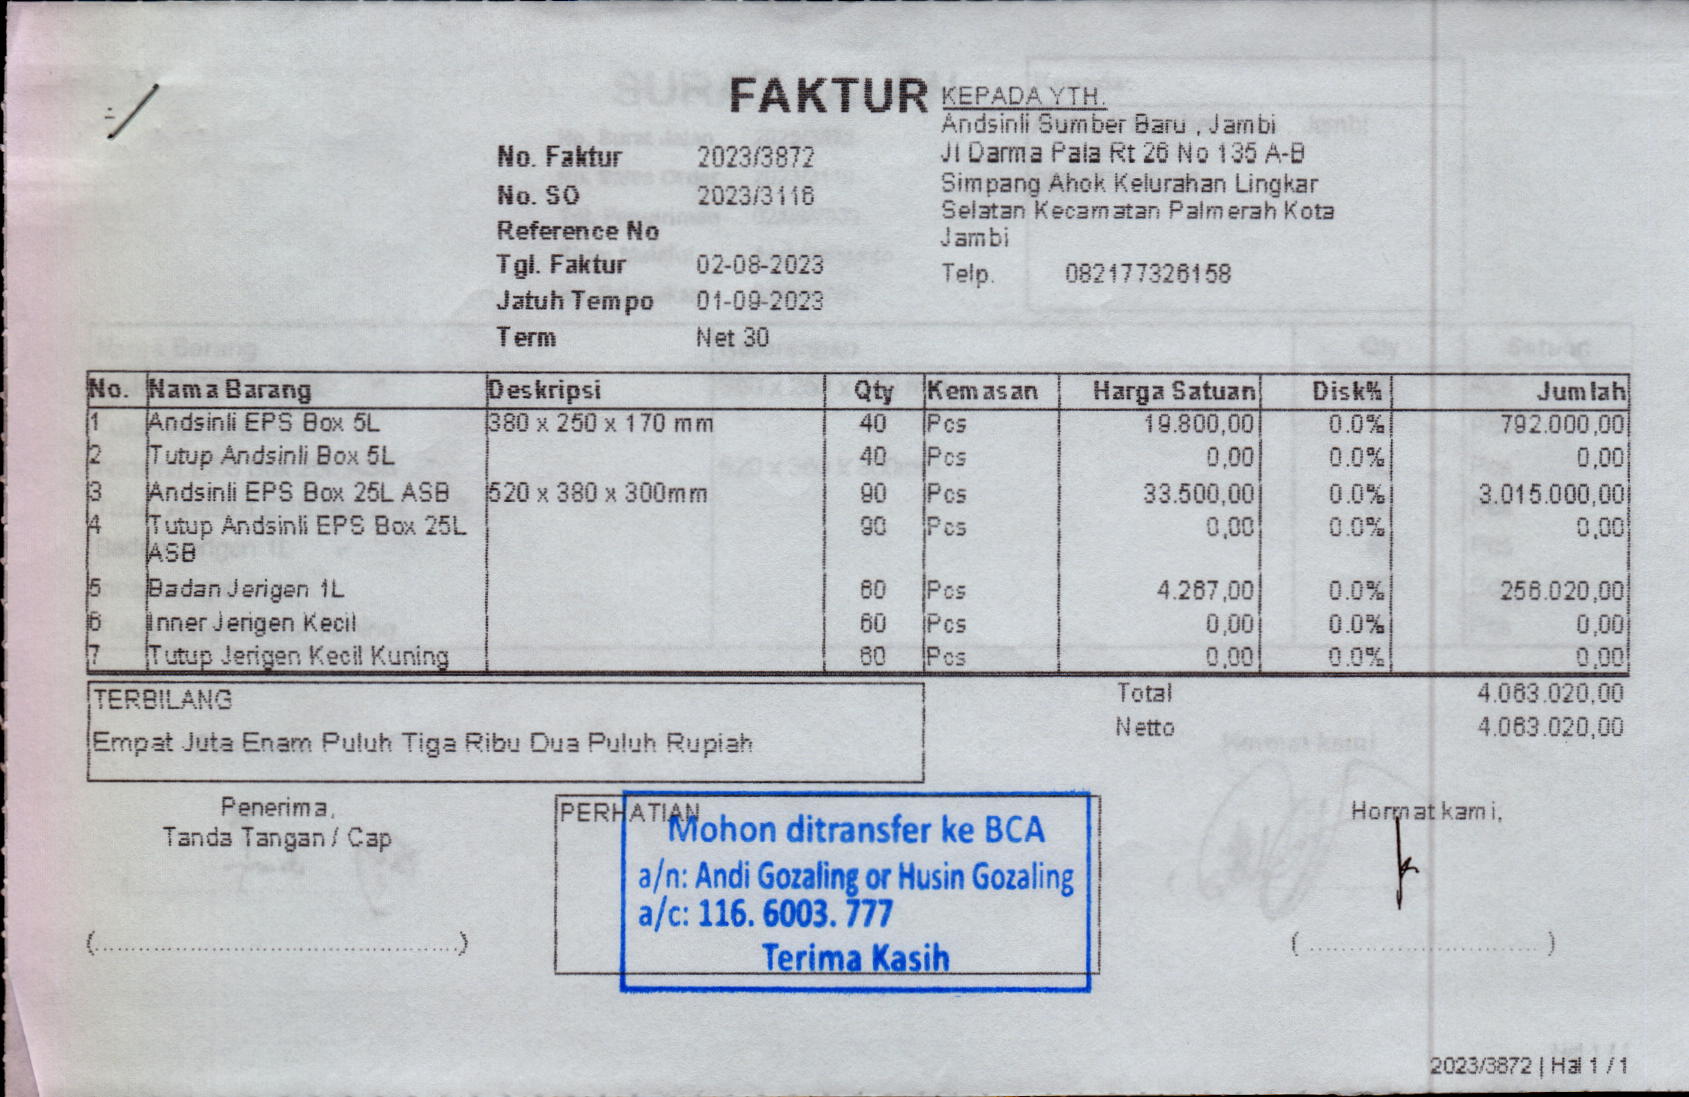 FAKTUR
KEPADA YTH.
Andsinli Sumber Baru , Jambi
Jl Darma Pala Rt 26 No 135 A-B
Simpang Ahok Kelurahan Lingkar
Selatan Kecamatan Palmerah Kota
Jambi
Telp. 082177326158
No. Faktur 2023/3872
No. SO 2023/3116
Reference No
Tgl. Faktur 02-08-2023
Jatuh Tempo 01-09-2023
Term Net 30
No. Nama Barang Deskripsi Qty Kemasan Harga Satuan Disk% Jumlah
1 Andsinli EPS Box 5L 380 x 250 x 170 mm 40 Pcs 19.800,00 0.0% 792.000,00
2 Tutup Andsinli Box 5L 40 Pcs 0,00 0.0% 0,00
3 Andsinli EPS Box 25L ASB 520 x 380 x 300mm 90 Pcs 33.500,00 0.0% 3.015.000,00
4 Tutup Andsinli EPS Box 25L 90 Pcs 0,00 0.0% 0,00
ASB
5 Badan Jerigen 1L 60 Pcs 4.267,00 0.0% 256.020,00
6 Inner Jerigen Kecil 60 Pcs 0,00 0.0% 0,00
7 Tutup Jerigen Kecil Kuning 60 Pcs 0,00 0.0% 0,00
TERBILANG
Empat Juta Enam Puluh Tiga Ribu Dua Puluh Rupiah
Total 4.063.020,00
Netto 4.063.020,00
Penerima,
Tanda Tangan / Cap
(........................................)
PERHATIAN
Mohon ditransfer ke BCA
a/n: Andi Gozaling or Husin Gozaling
a/c: 116. 6003. 777
Terima Kasih
Hormat kami,
( ............................. )
2023/3872 | Hal 1 / 1